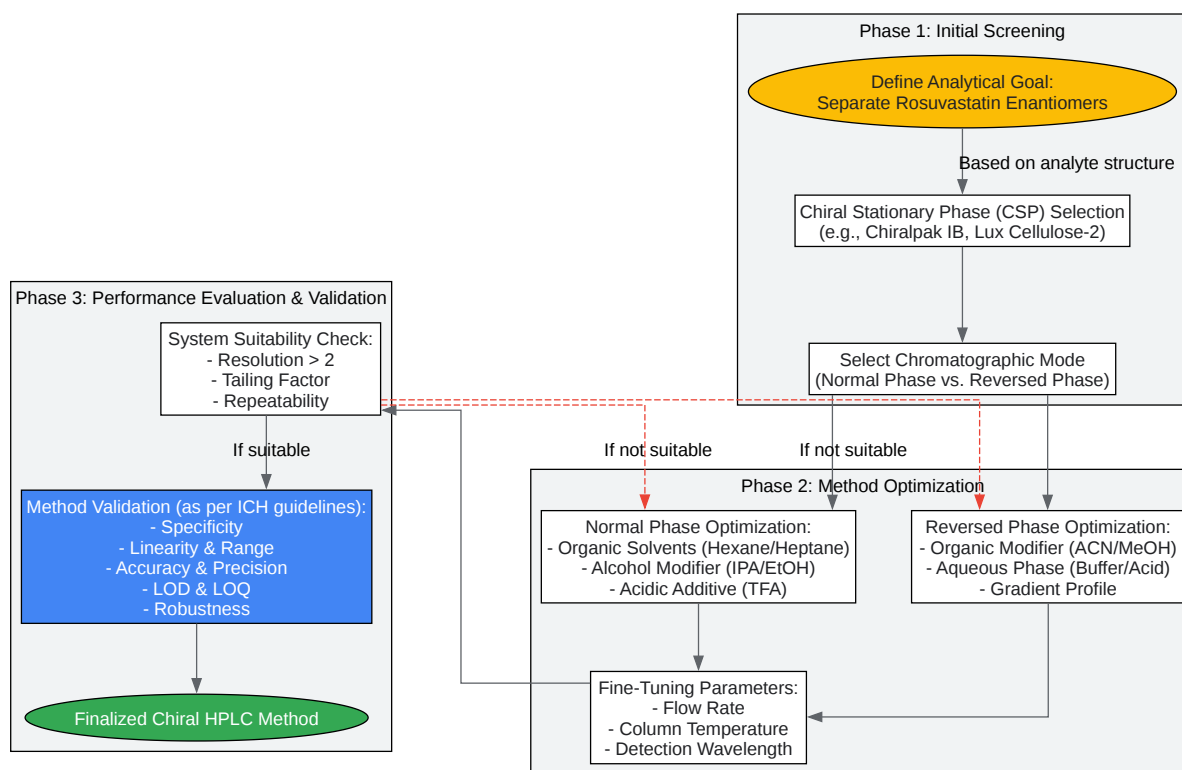 Phase 1: Initial Screening
Define Analytical Goal:
Separate Rosuvastatin Enantiomers
Based on analyte structure
Chiral Stationary Phase (CSP) Selection
(e.g., Chiralpak IB, Lux Cellulose-2)
Select Chromatographic Mode
(Normal Phase vs. Reversed Phase)
Phase 3: Performance Evaluation & Validation
System Suitability Check:
- Resolution > 2
- Tailing Factor
- Repeatability
If suitable
If not suitable
If not suitable
Method Validation (as per ICH guidelines):
- Specificity
- Linearity & Range
- Accuracy & Precision
- LOD & LOQ
- Robustness
Finalized Chiral HPLC Method
Phase 2: Method Optimization
Normal Phase Optimization:
- Organic Solvents (Hexane/Heptane)
- Alcohol Modifier (IPA/EtOH)
- Acidic Additive (TFA)
Reversed Phase Optimization:
- Organic Modifier (ACN/MeOH)
- Aqueous Phase (Buffer/Acid)
- Gradient Profile
Fine-Tuning Parameters:
- Flow Rate
- Column Temperature
- Detection Wavelength